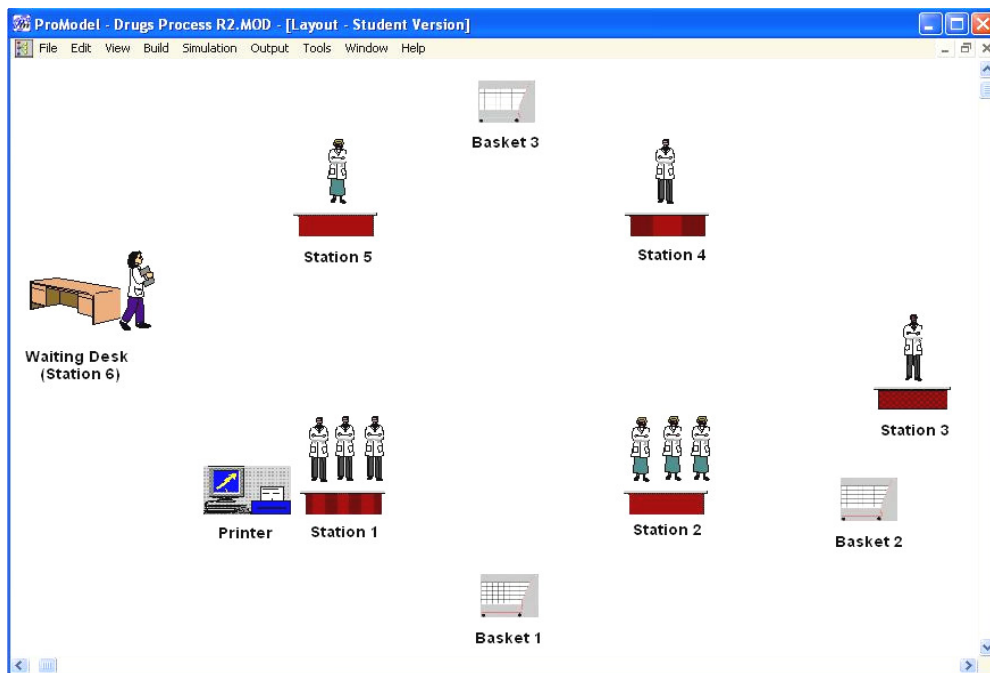 ProModel - Drugs Process R2.MOD - [Layout - Student Version]
File Edit View Build Simulation Output Tools Window Help
Basket 3
Station 5
Station 4
Waiting Desk
(Station 6)
Station 3
Printer
Station 1
Station 2
Basket 2
Basket 1